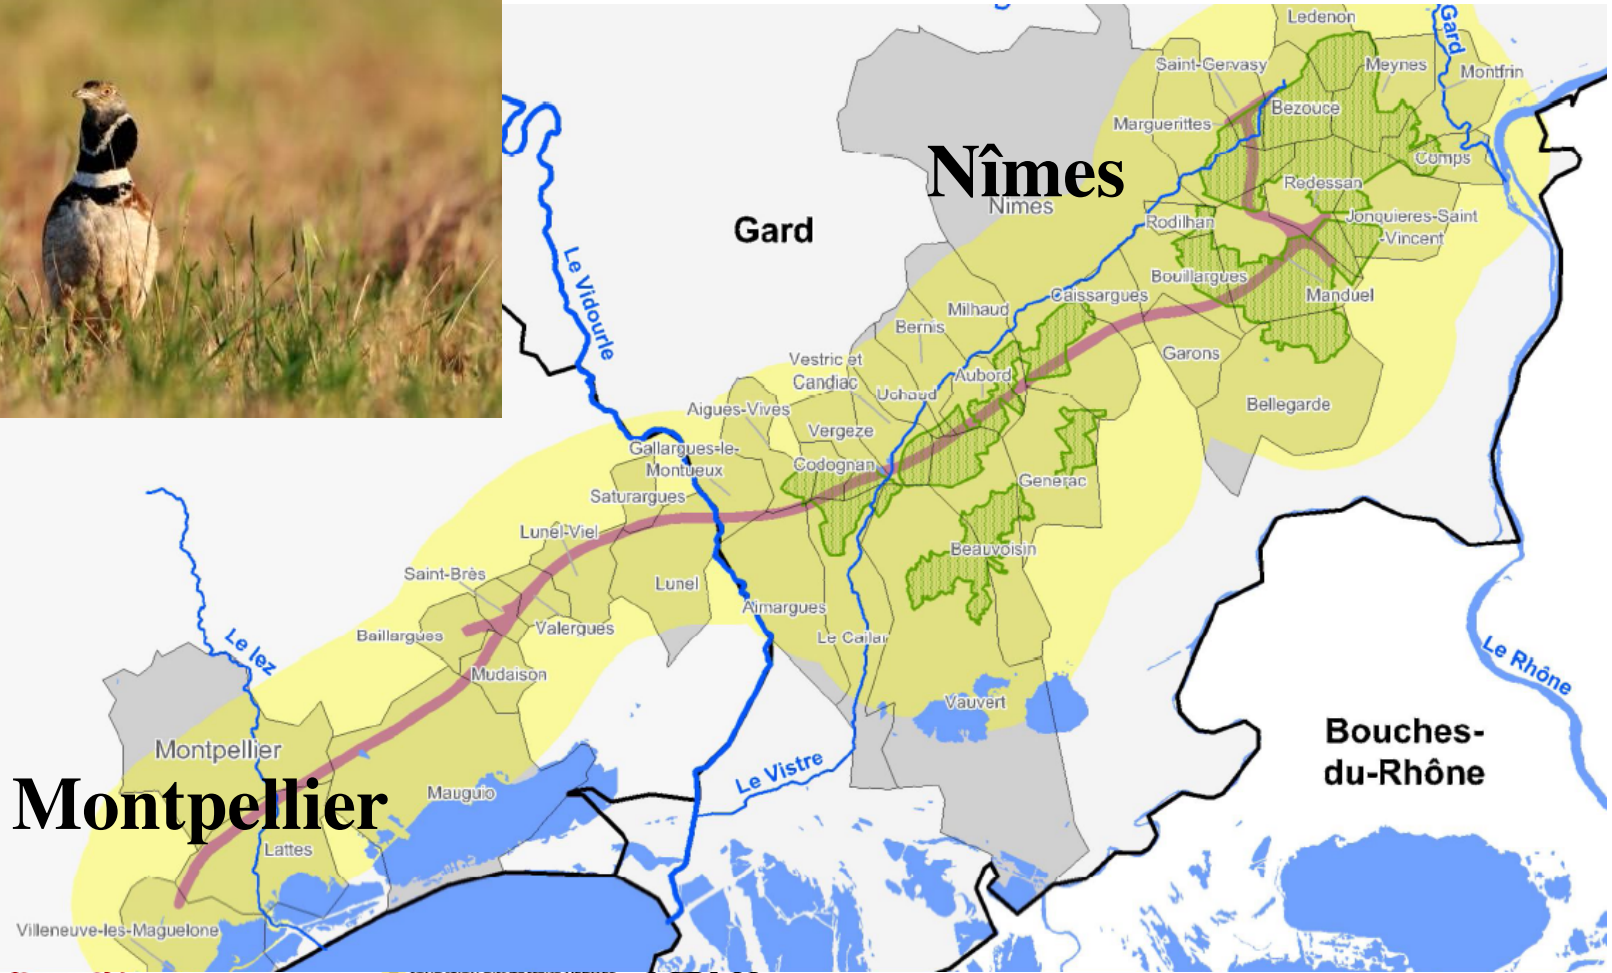 Ledenon
Gard
Saint-Gervasy
Meynes
Montfrin
Bezouce
Marguerittes
Comps
Nîmes
Redessan
Nimes
Jonquieres-Saint
-Vincent
Rodilhan
Gard
Le Vidourle
Bouillargues
Caissargues
Manduel
Milhaud
Bernis
Garons
Vestric et
Candiac
Aubord
Uchaud
Bellegarde
Aigues-Vives
Vergeze
Gallargues-le-
Montueux
Codognan
Generac
Saturargues
Lunel-Viel
Beauvoisin
Saint-Brès
Lunel
Aimargues
Baillargues
Valergues
Le Cailar
Le lez
Le Rhône
Mudaison
Vauvert
Bouches-
du-Rhône
Montpellier
Le Vistre
Montpellier
Mauguio
Lattes
Villeneuve-les-Maguelone